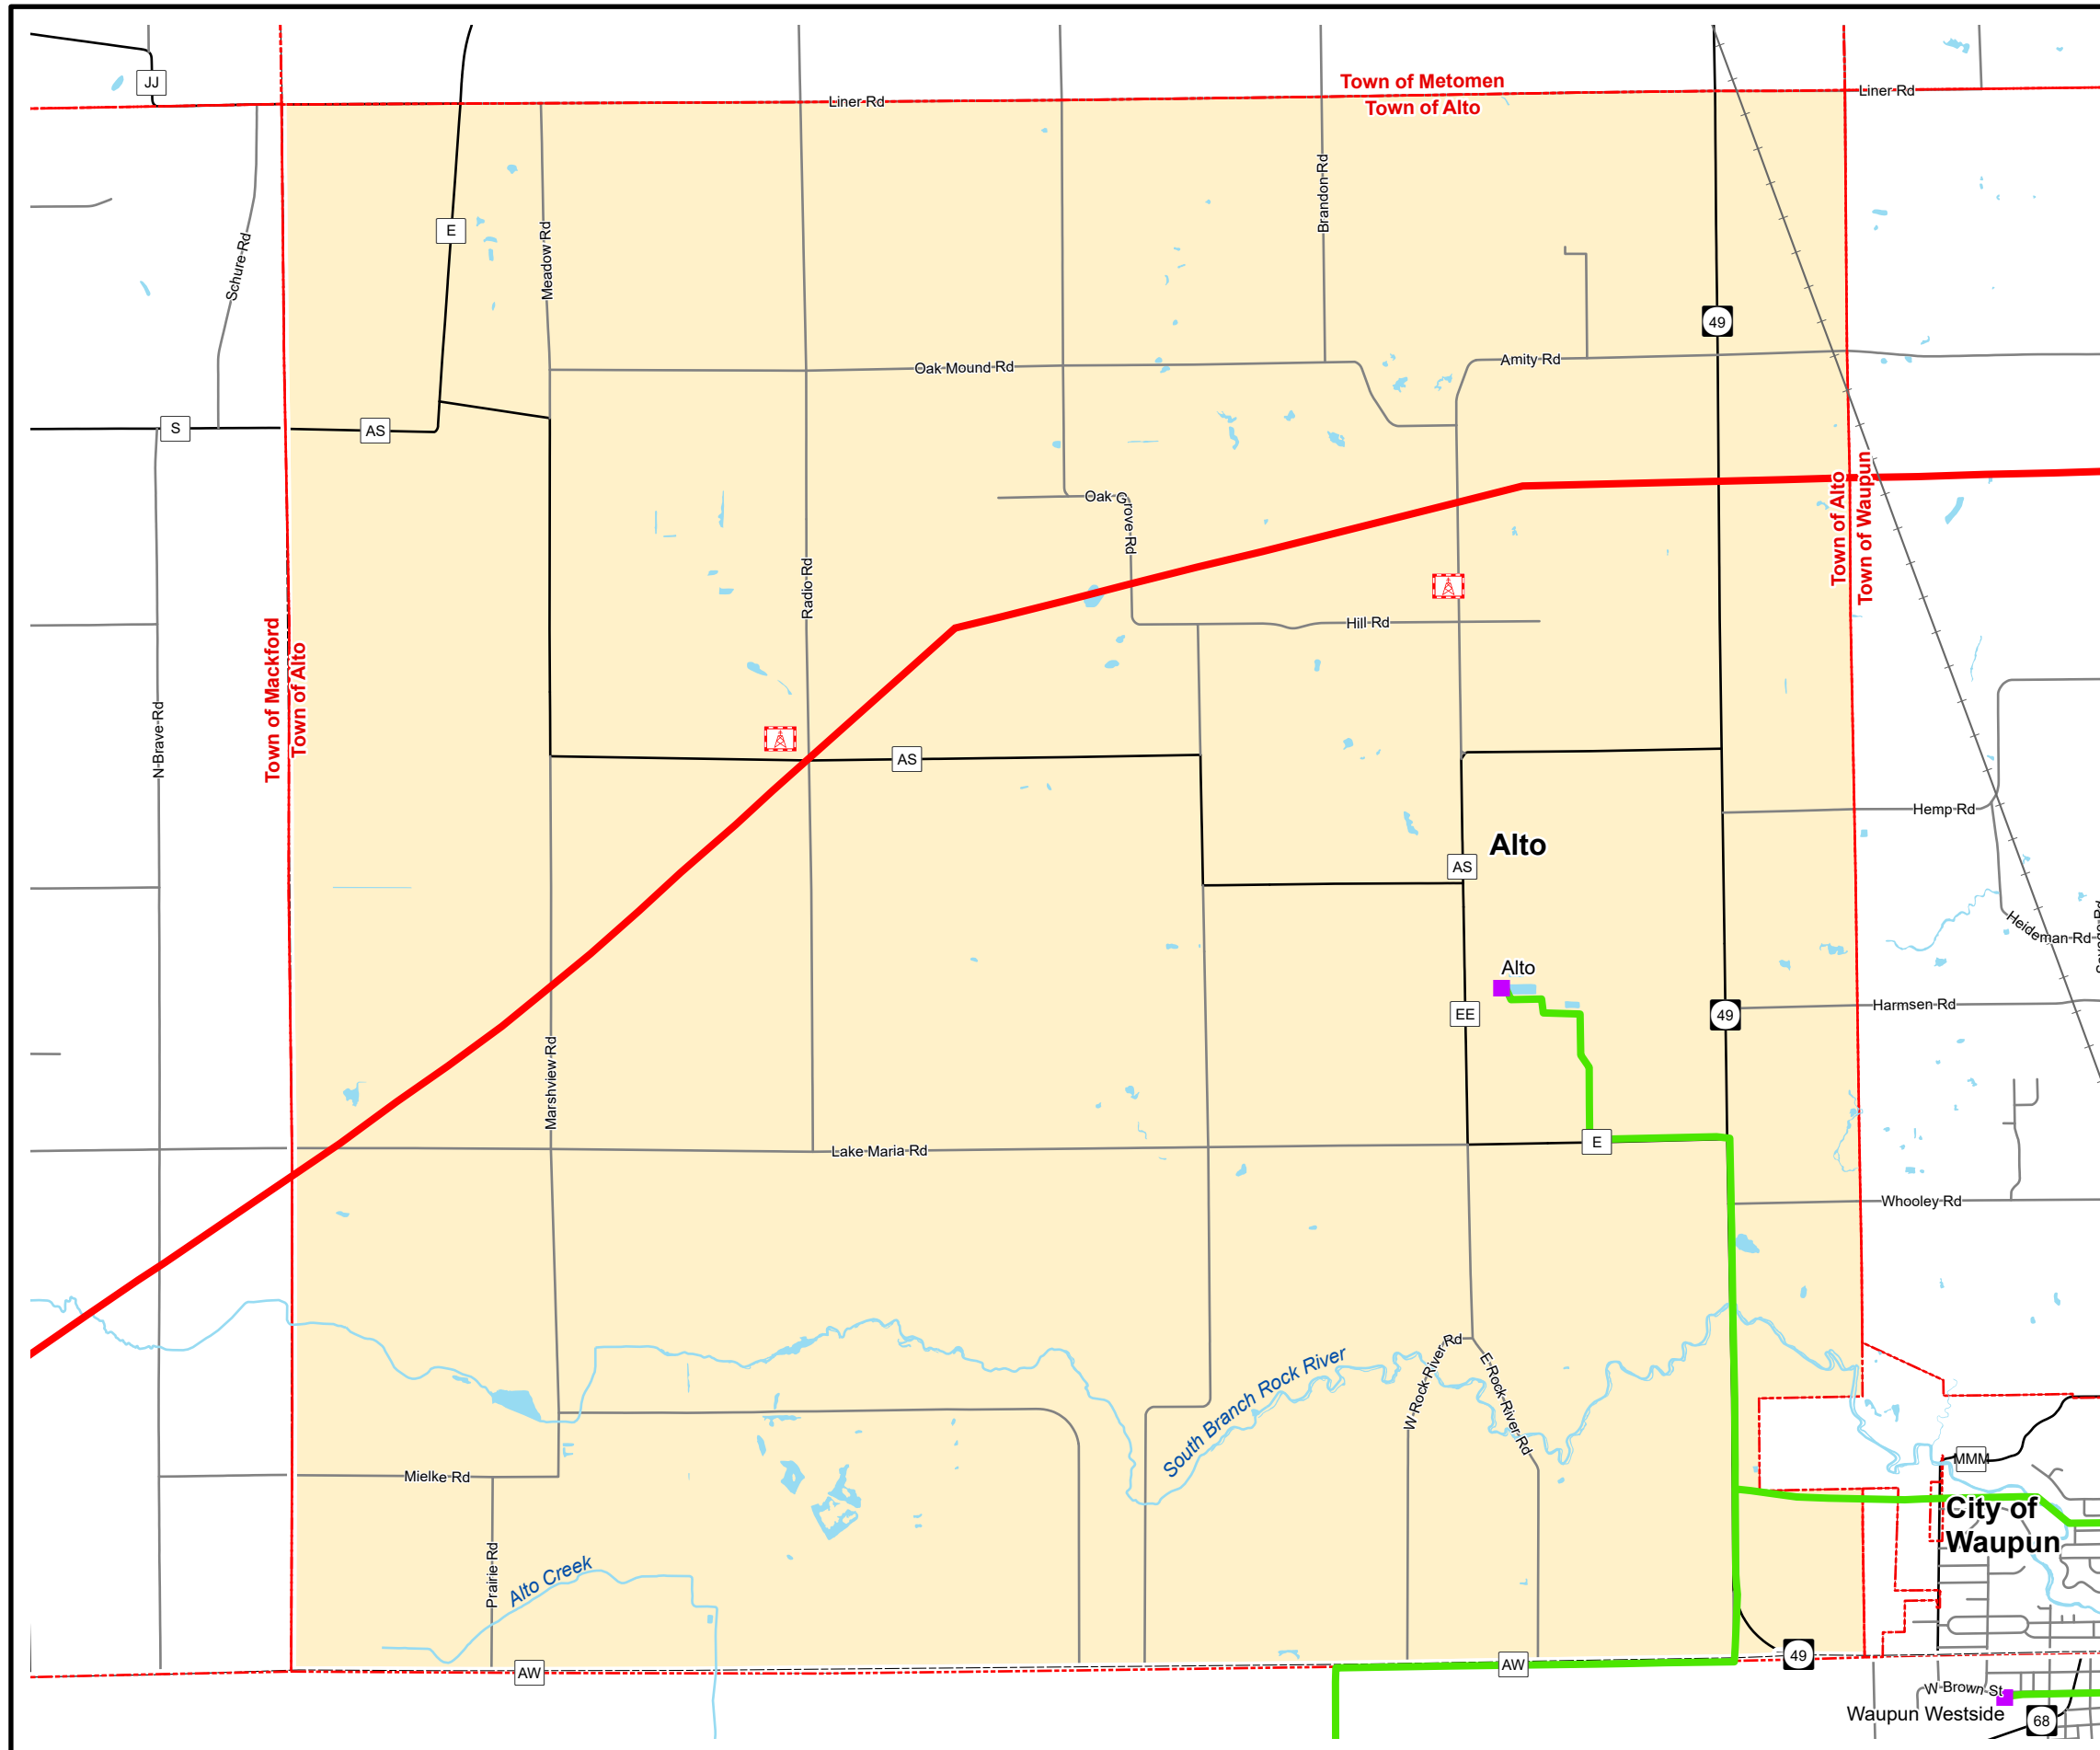 JJ
Town of Metomen
Liner Rd
Town of Alto
Liner Rd
Brandon Rd
E
Schure Rd
Meadow Rd
49
Amity Rd
Oak Mound Rd
S
AS
Oak Grove Rd
Town of Alto
Town of Waupun
Radio Rd
Hill Rd
Town of Mackford
Town of Alto
N Brave Rd
AS
Hemp Rd
Alto
AS
Heideman Rd
Alto
Harmsen Rd
EE
49
Marshview Rd
E
Lake Maria Rd
Whooley Rd
W Rock River Rd
E Rock River Rd
South Branch Rock River
MMM
Mielke Rd
City of
Waupun
Prairie Rd
Alto Creek
49
AW
AW
W Brown St
Waupun Westside
68